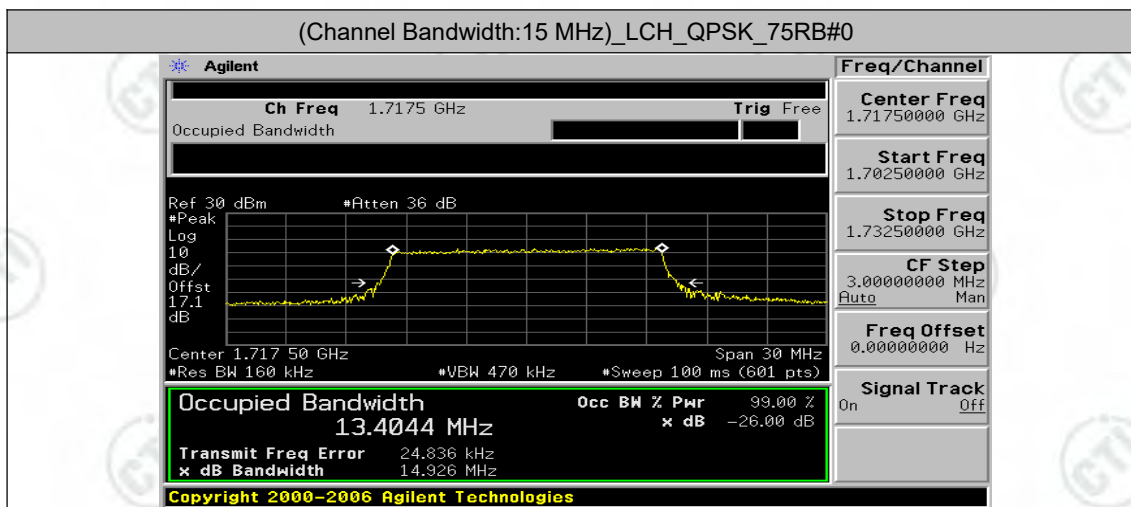 (Channel Bandwidth:15 MHz)_LCH_QPSK_75RB#0
Agilent
Ch Freq 1.7175 GHz Trig Free
Occupied Bandwidth
Ref 30 dBm #Atten 36 dB
#Peak
Log
10
dB/
Offst
17.1
dB
Center 1.717 50 GHz Span 30 MHz
#Res BW 160 kHz #VBW 470 kHz #Sweep 100 ms (601 pts)
Occupied Bandwidth Occ BW % Pwr 99.00 %
13.4044 MHz x dB -26.00 dB
Transmit Freq Error 24.836 kHz
x dB Bandwidth 14.926 MHz
Copyright 2000-2006 Agilent Technologies
Freq/Channel
Center Freq
1.71750000 GHz
Start Freq
1.70250000 GHz
Stop Freq
1.73250000 GHz
CF Step
3.00000000 MHz
Auto Man
Freq Offset
0.00000000 Hz
Signal Track
On Off
CTI
CTI
CTI
CTI